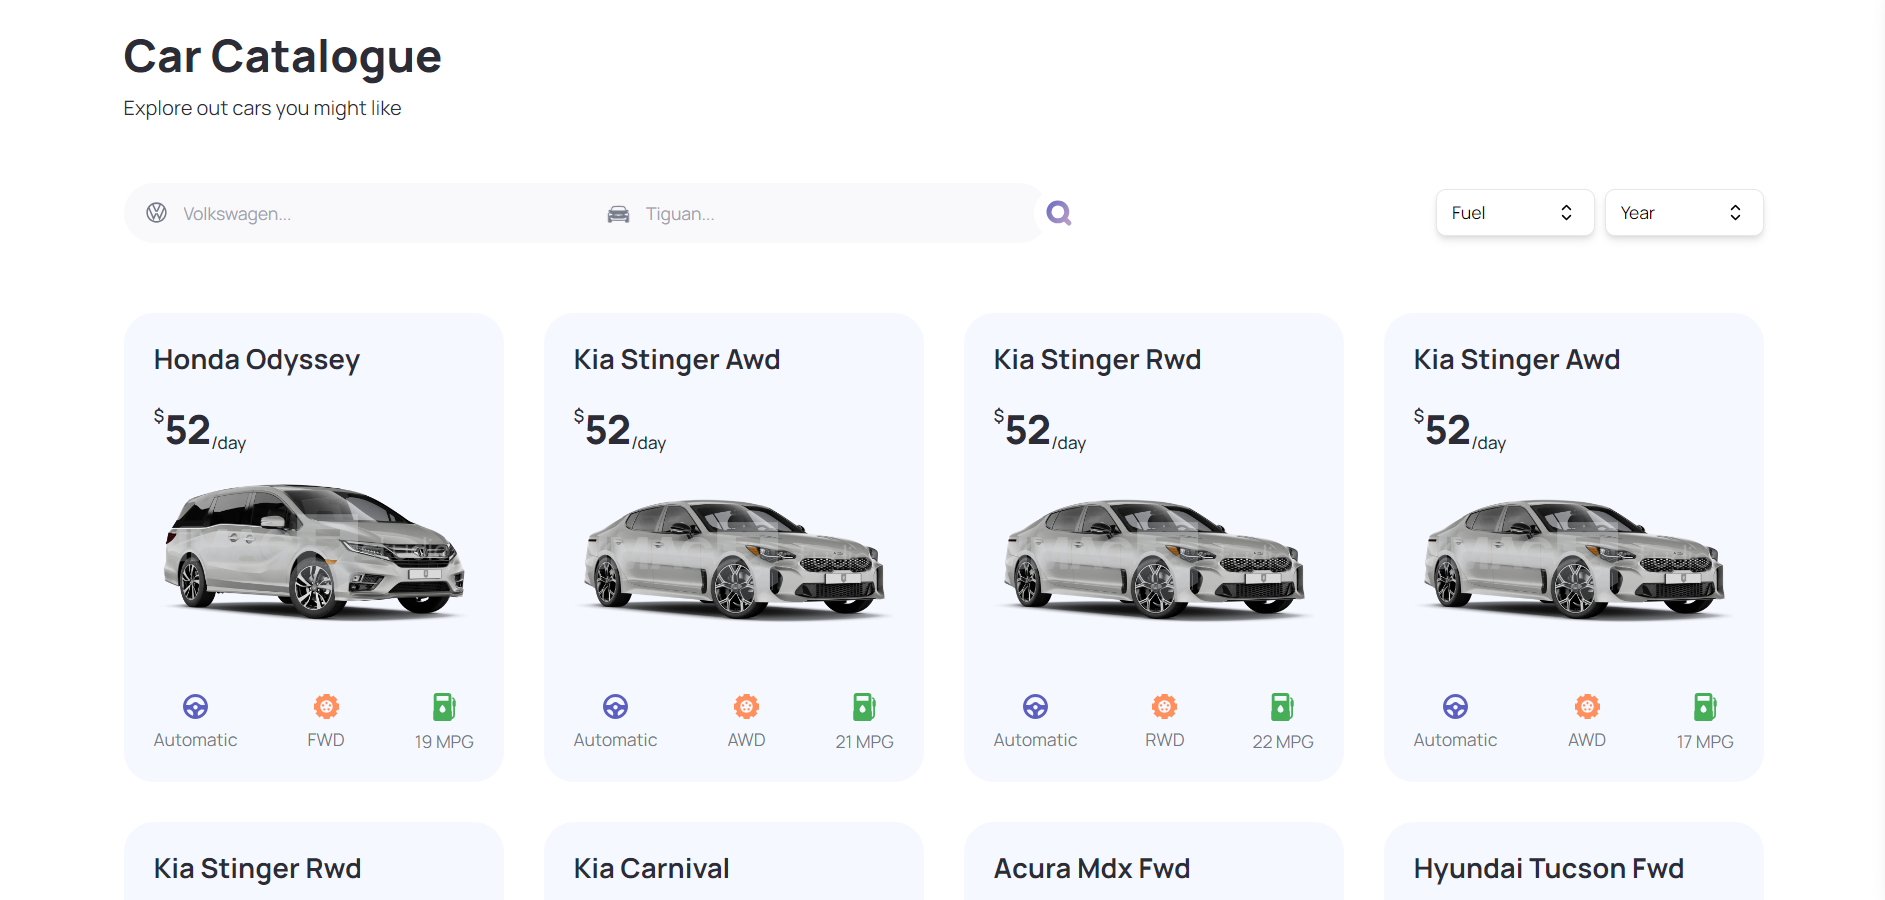 Car Catalogue
Explore out cars you might like
Volkswagen...
Tiguan...
Fuel
Year
Honda Odyssey
$52/day
Automatic
FWD
19 MPG
Kia Stinger Awd
$52/day
Automatic
AWD
21 MPG
Kia Stinger Rwd
$52/day
Automatic
RWD
22 MPG
Kia Stinger Awd
$52/day
Automatic
AWD
17 MPG
Kia Stinger Rwd
Kia Carnival
Acura Mdx Fwd
Hyundai Tucson Fwd